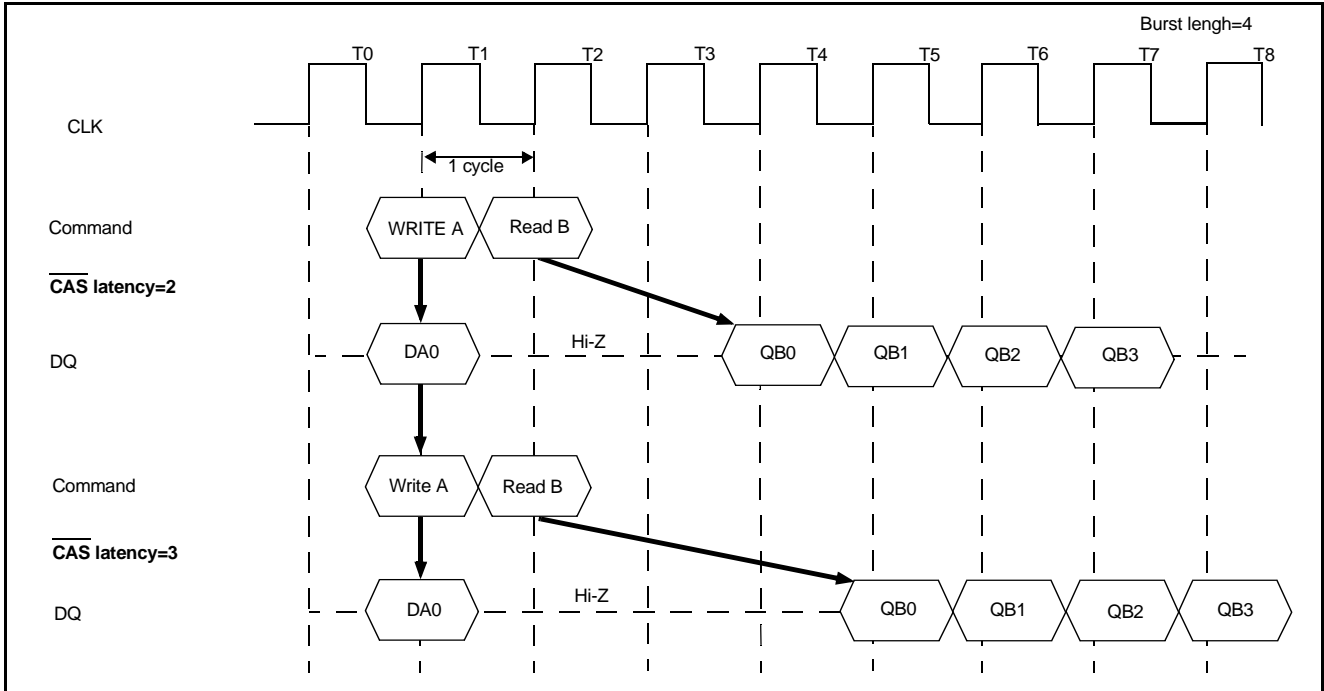 Burst lengh=4
T0 T1 T2 T3 T4 T5 T6 T7 T8
CLK
1 cycle
Command WRITE A Read B
CAS latency=2
DQ DA0 Hi-Z QB0 QB1 QB2 QB3
Command Write A Read B
CAS latency=3
DQ DA0 Hi-Z QB0 QB1 QB2 QB3